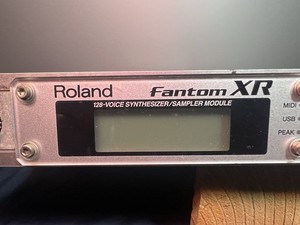 Roland Fantom XR
128-VOICE SYNTHESIZER/SAMPLER MODULE
MIDI
USB
PEAK